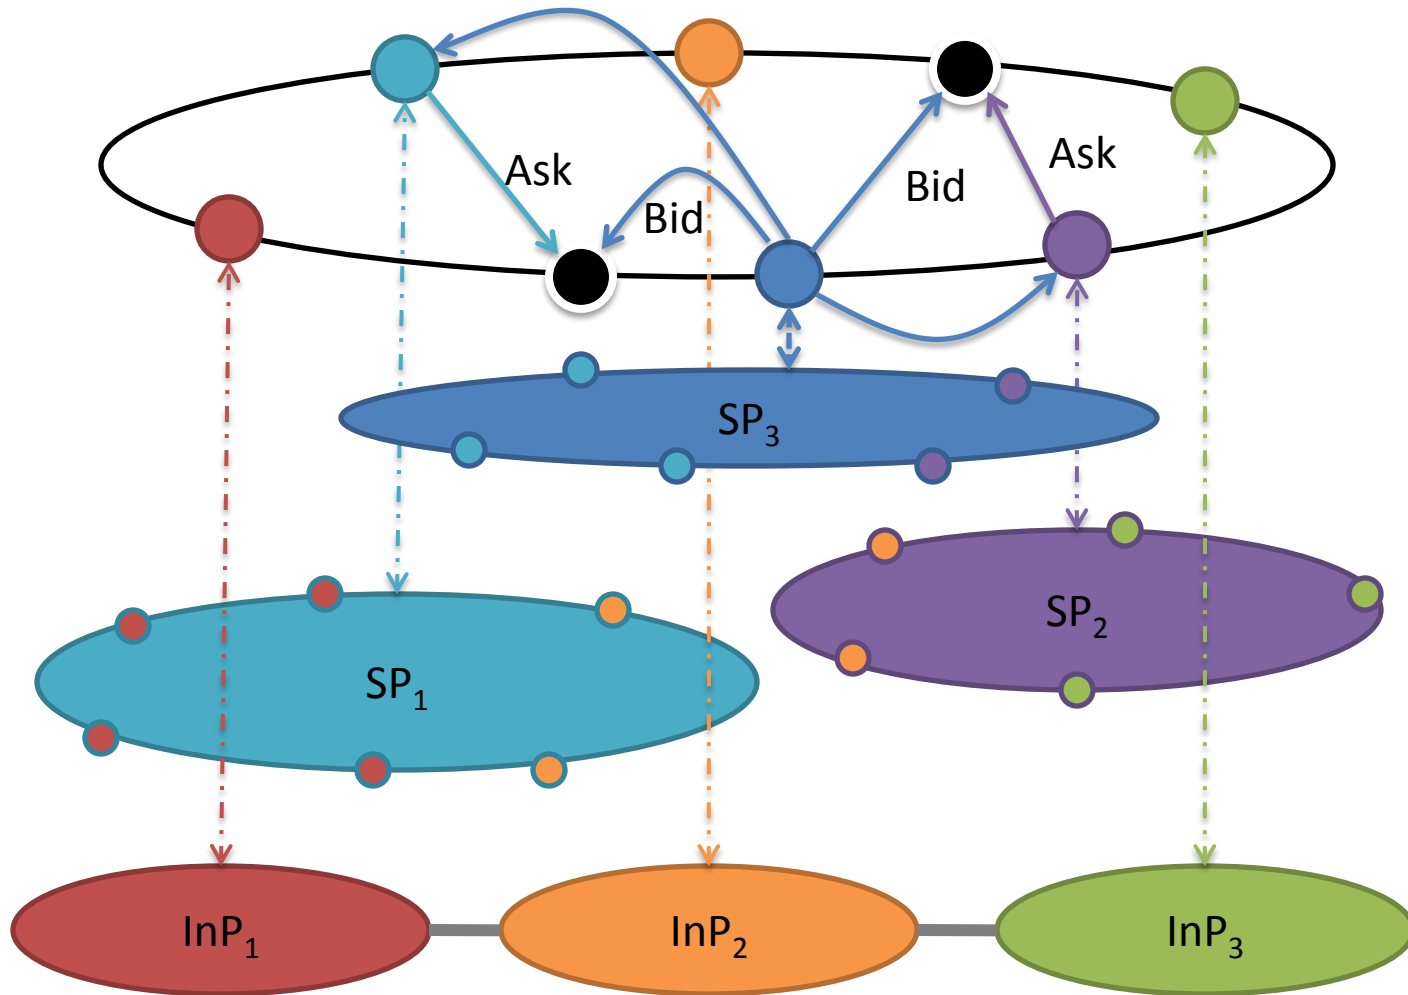 Ask
Ask
Bid
Bid
SP₃
SP₂
SP₁
InP₁
InP₂
InP₃